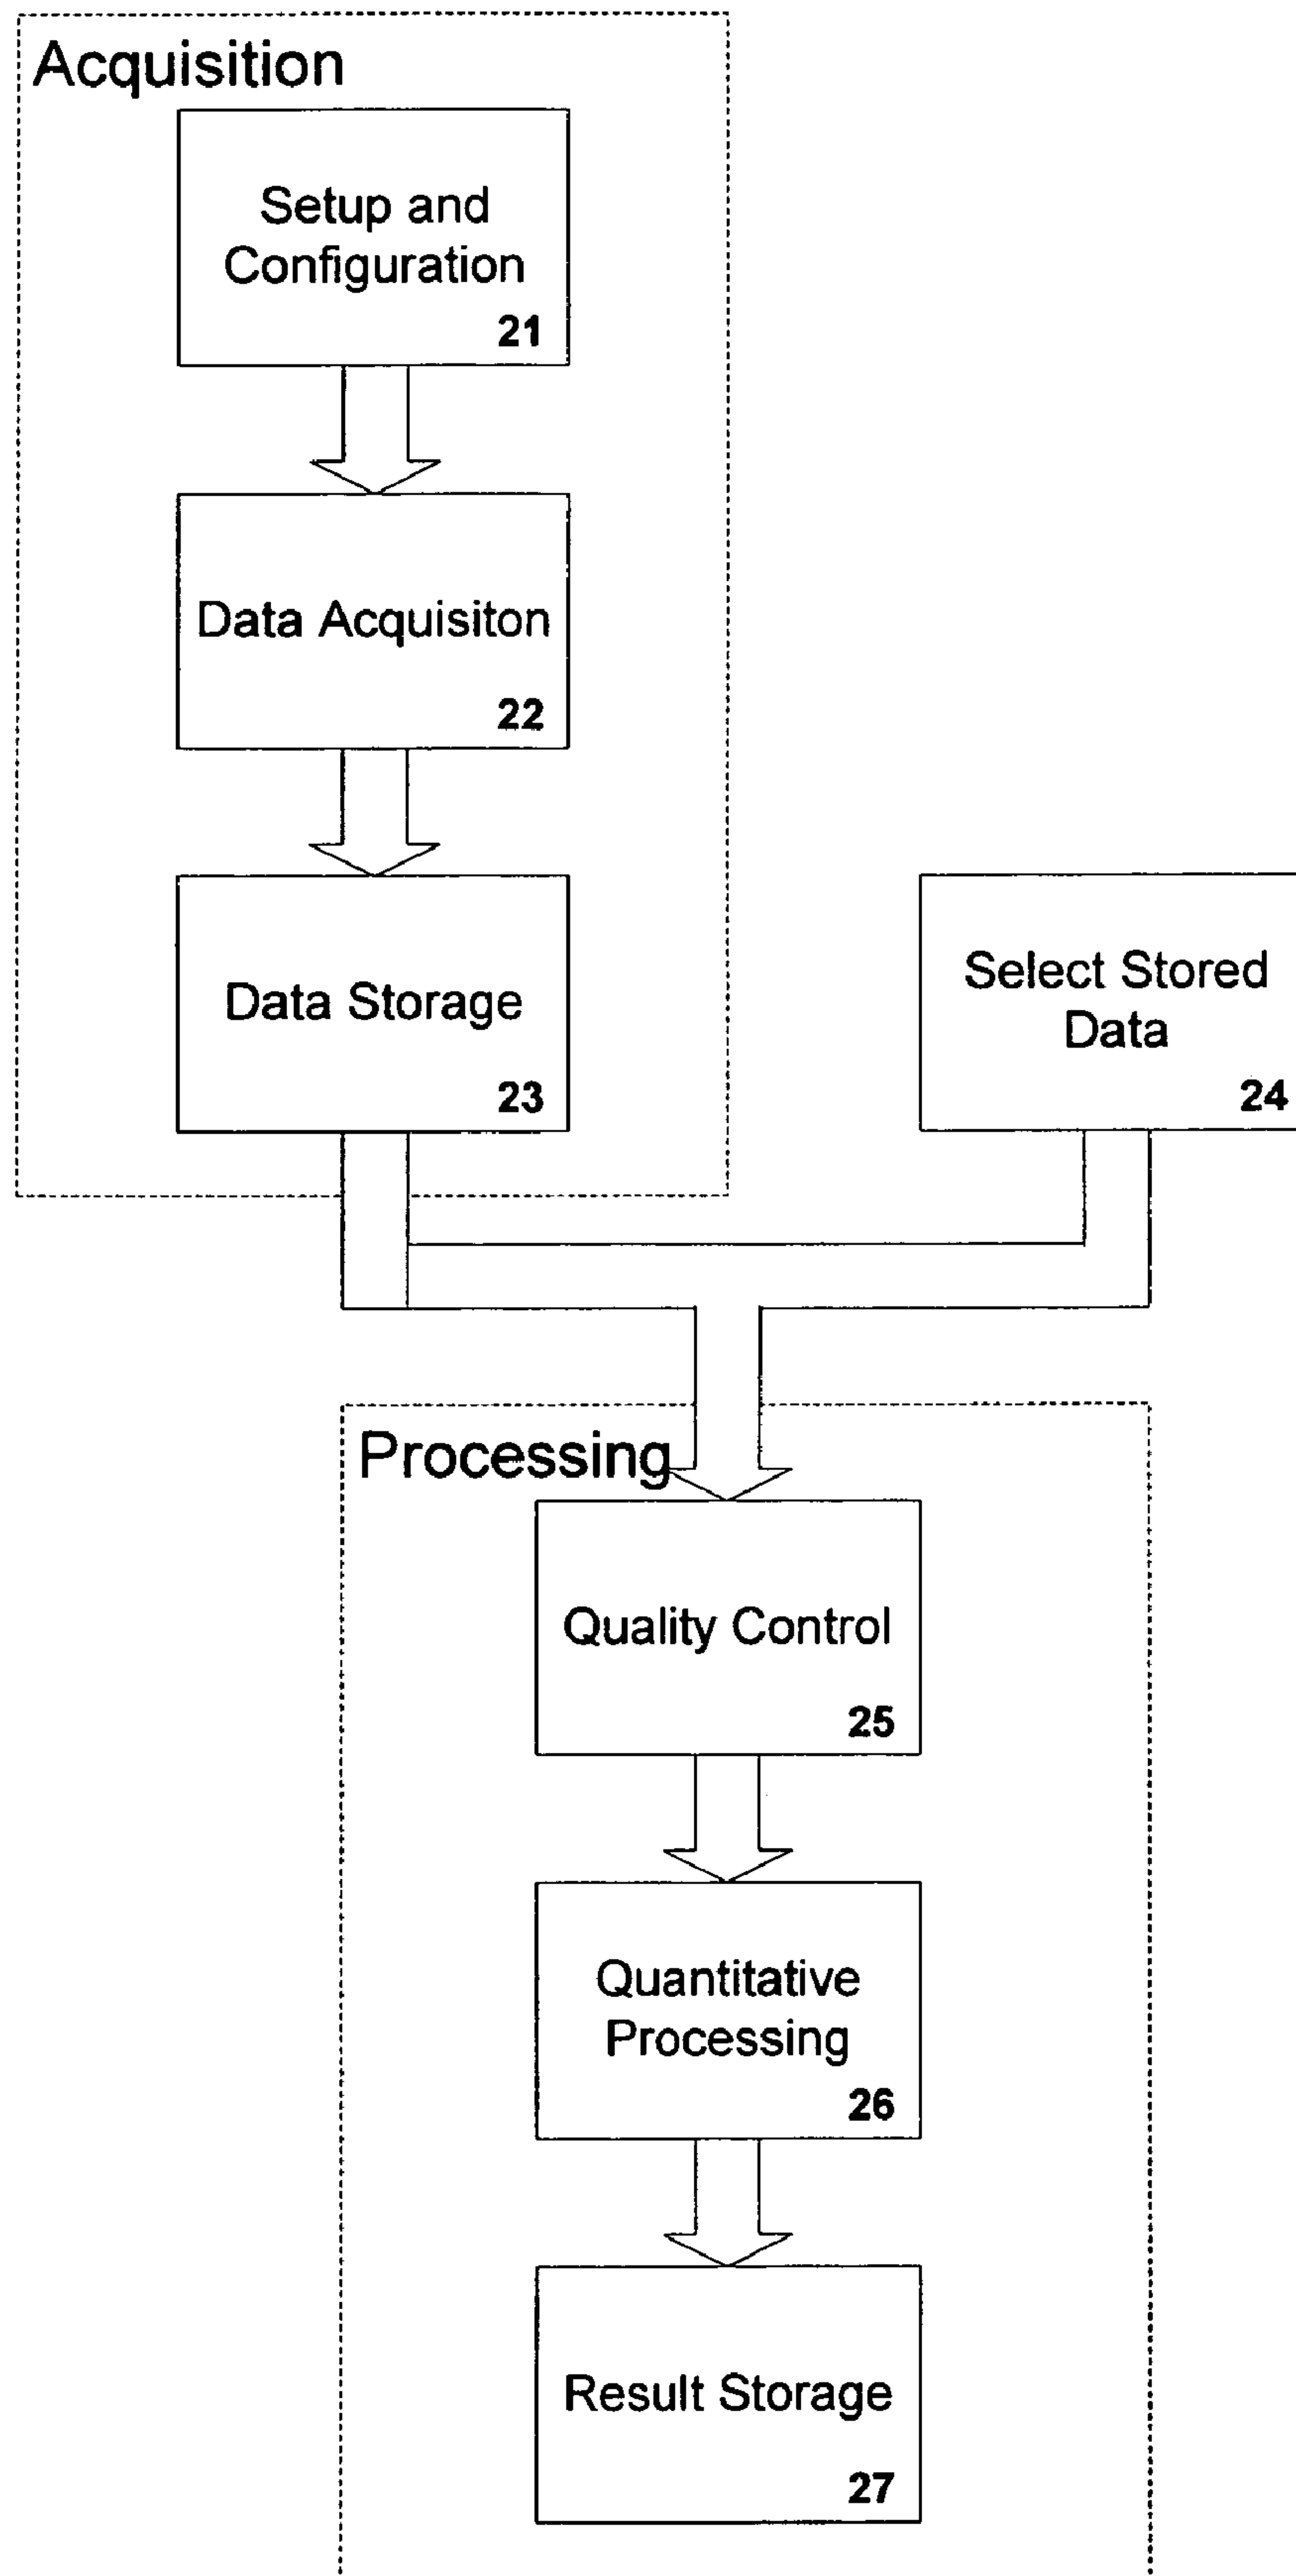 Acquisition
Setup and
Configuration
21
Data Acquisiton
22
Data Storage
23
Select Stored
Data
24
Processing
Quality Control
25
Quantitative
Processing
26
Result Storage
27